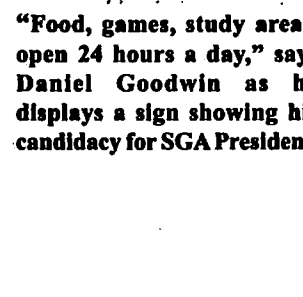 “Food, games, study area
open 24 hours a day,” say
Daniel Goodwin as h
displays a sign showing hi
candidacy for SGA Presiden